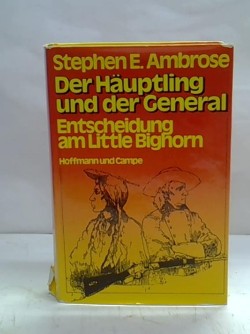 Stephen E. Ambrose
Der Häuptling
und der General
Entscheidung
am Little Bighorn
Hoffmann und Campe